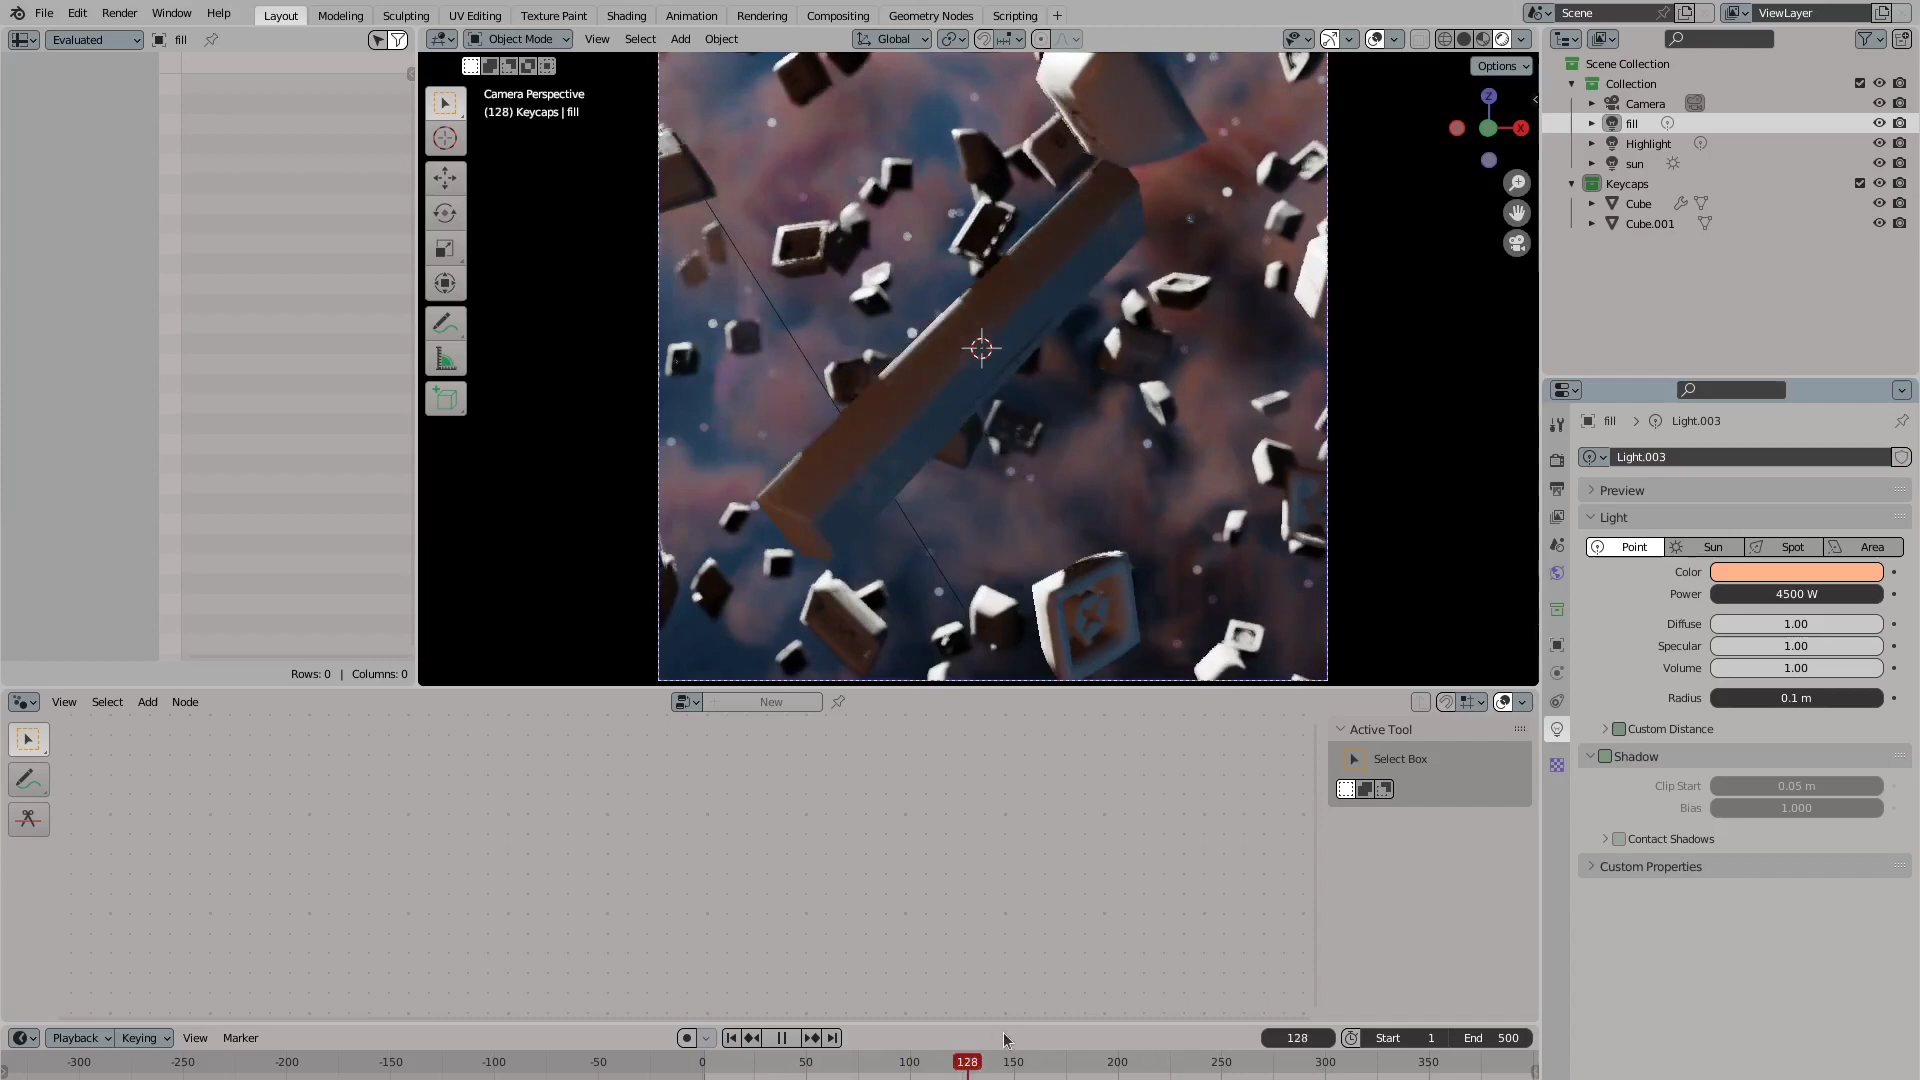 File Edit Render Window Help Layout Modeling Sculpting UV Editing Texture Paint Shading Animation Rendering Compositing Geometry Nodes Scripting + Scene ViewLayer
Evaluated fill Object Mode View Select Add Object Global
Options
Camera Perspective
(128) Keycaps | fill
Z
X
Scene Collection
Collection
Camera
fill
Highlight
sun
Keycaps
Cube
Cube.001
fill > Light.003
Light.003
Preview
Light
Point Sun Spot Area
Color
Power 4500 W
Diffuse 1.00
Specular 1.00
Volume 1.00
Radius 0.1 m
Custom Distance
Shadow
Clip Start 0.05 m
Bias 1.000
Contact Shadows
Custom Properties
Rows: 0 | Columns: 0
View Select Add Node New
Active Tool
Select Box
Playback Keying View Marker 128 Start 1 End 500
-300 -250 -200 -150 -100 -50 0 50 100 128 150 200 250 300 350